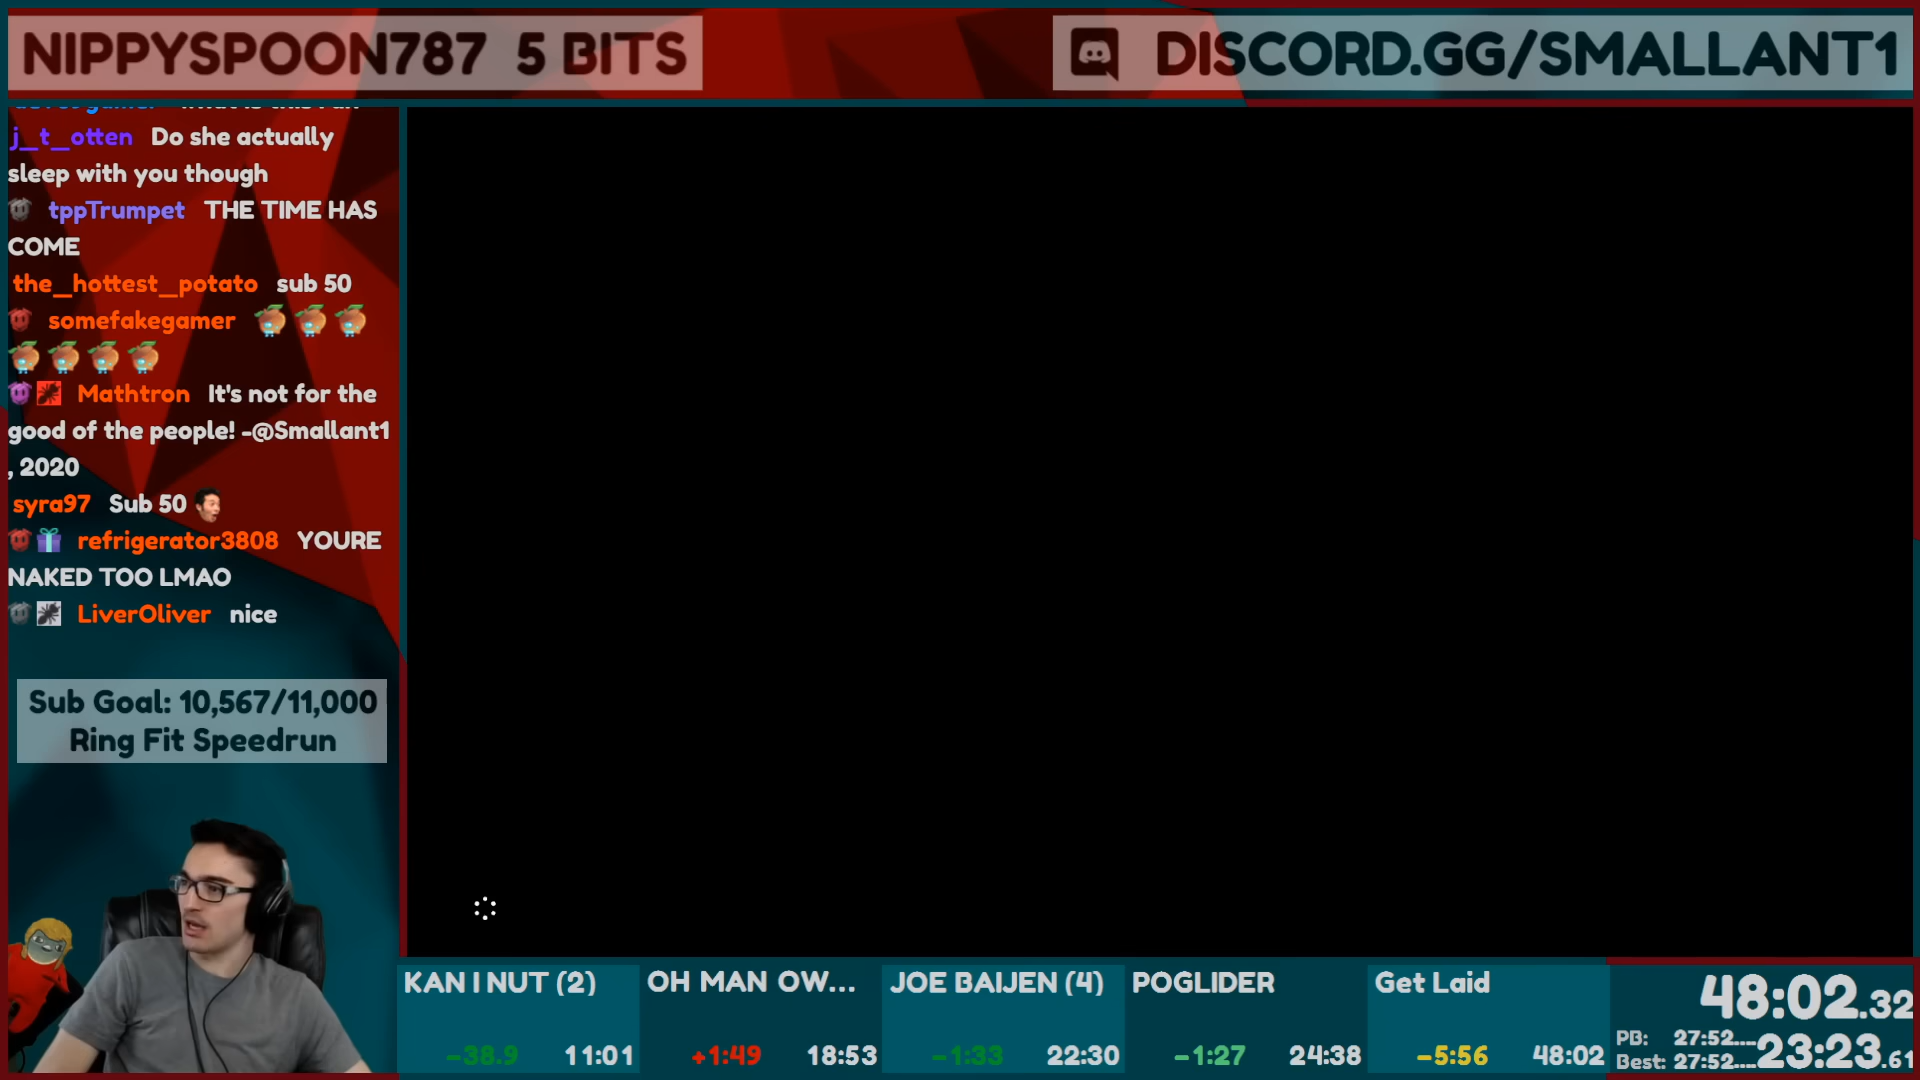 NIPPYSPOON787 5 BITS
DISCORD.GG/SMALLANT1
j_t_otten Do she actually
sleep with you though
tppTrumpet THE TIME HAS
COME
the_hottest_potato sub 50
somefakegamer
Mathtron It's not for the
good of the people! -@Smallant1
, 2020
syra97 Sub 50
refrigerator3808 YOURE
NAKED TOO LMAO
LiverOliver nice
Sub Goal: 10,567/11,000
Ring Fit Speedrun
KAN I NUT (2)
-38.9 11:01
OH MAN OW...
+1:49 18:53
JOE BAIJEN (4)
-1:33 22:30
POGLIDER
-1:27 24:38
Get Laid
-5:56 48:02
48:02.32
PB: 27:52....
Best: 27:52....
23:23.61